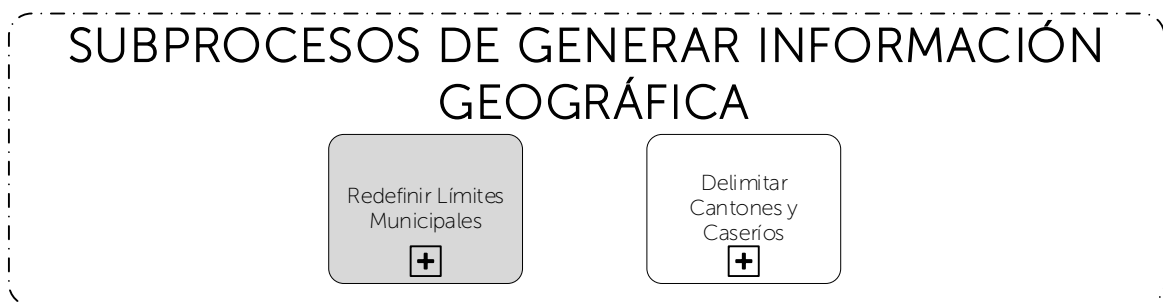 SUBPROCESOS DE GENERAR INFORMACIÓN
GEOGRÁFICA
Redefinir Límites
Municipales
Delimitar
Cantones y
Caseríos